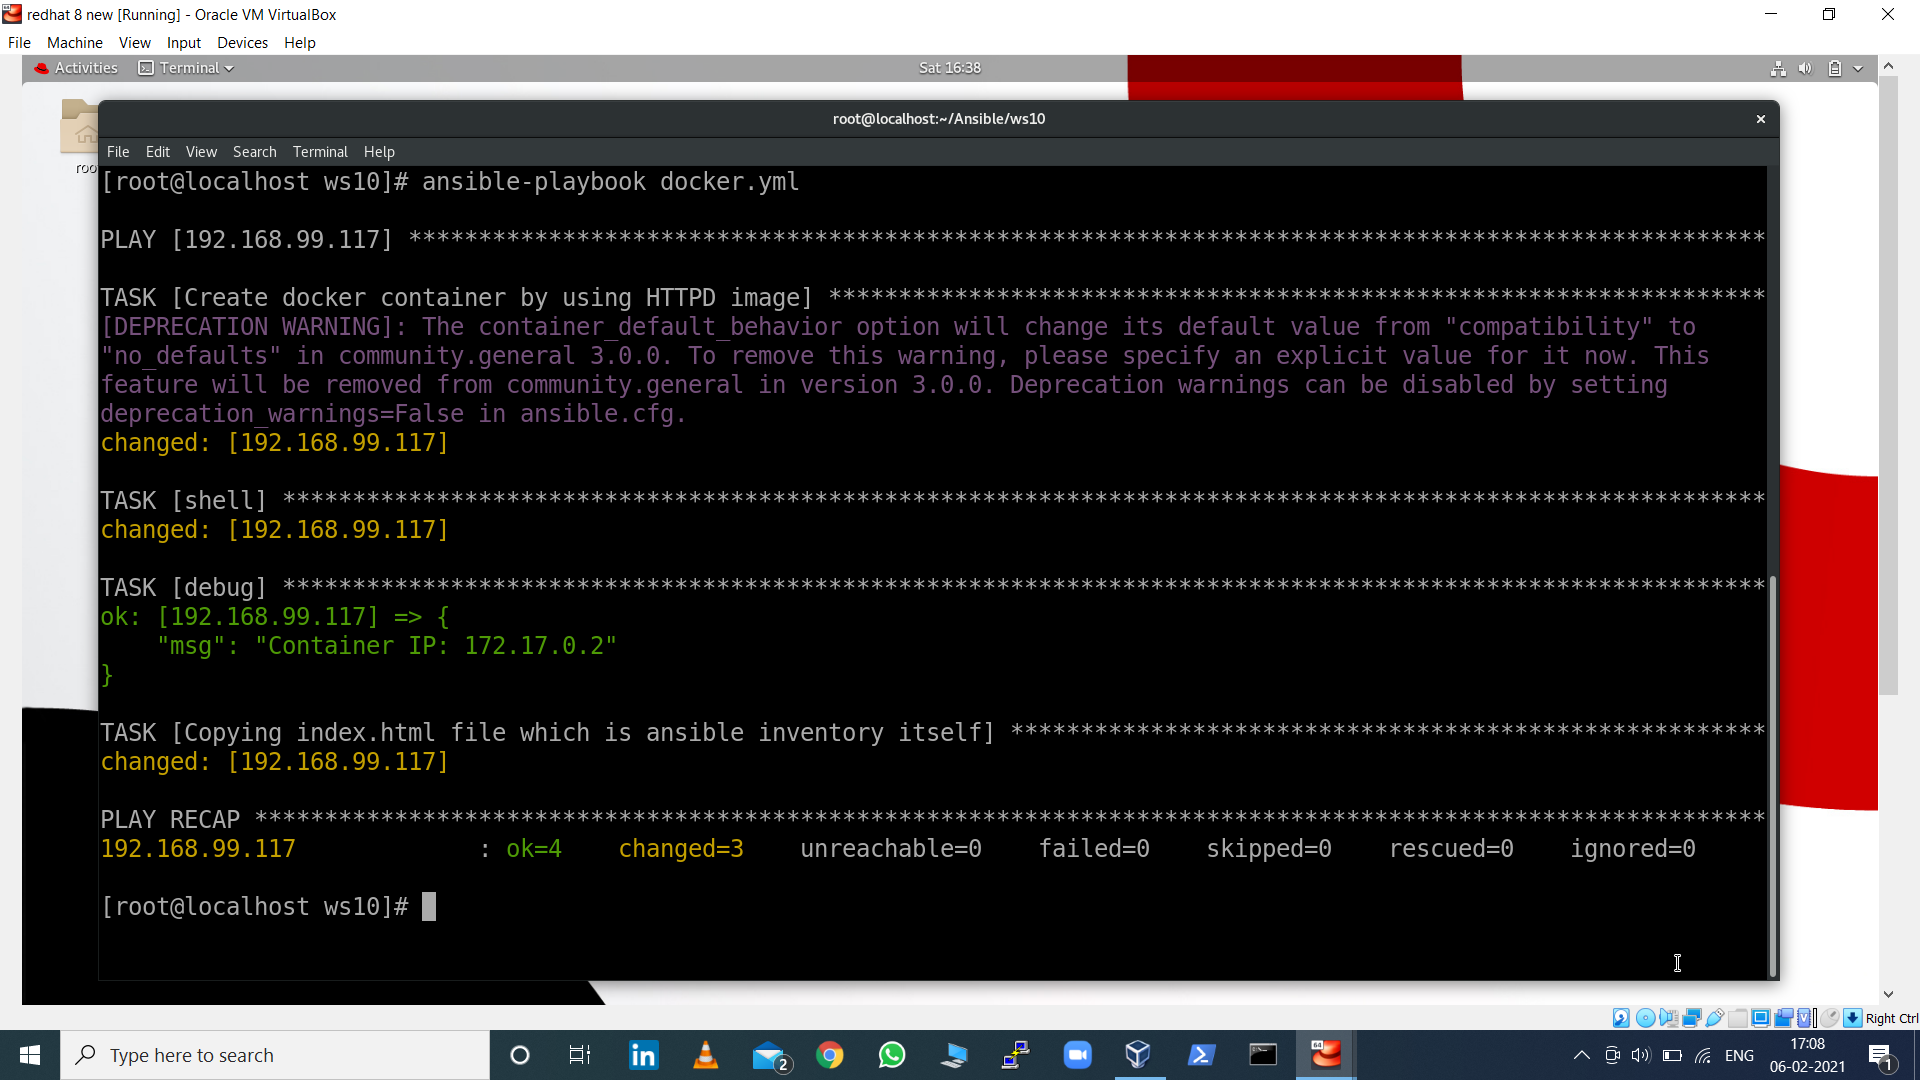 redhat 8 new [Running] - Oracle VM VirtualBox
File Machine View Input Devices Help
Activities Terminal Sat 16:38
root@localhost:~/Ansible/ws10
File Edit View Search Terminal Help
roo
[root@localhost ws10]# ansible-playbook docker.yml
PLAY [192.168.99.117] *************************************************************************************************
TASK [Create docker container by using HTTPD image] *******************************************************************
[DEPRECATION WARNING]: The container_default_behavior option will change its default value from "compatibility" to
"no_defaults" in community.general 3.0.0. To remove this warning, please specify an explicit value for it now. This
feature will be removed from community.general in version 3.0.0. Deprecation warnings can be disabled by setting
deprecation_warnings=False in ansible.cfg.
changed: [192.168.99.117]
TASK [shell] **********************************************************************************************************
changed: [192.168.99.117]
TASK [debug] **********************************************************************************************************
ok: [192.168.99.117] => {
    "msg": "Container IP: 172.17.0.2"
}
TASK [Copying index.html file which is ansible inventory itself] ******************************************************
changed: [192.168.99.117]
PLAY RECAP ************************************************************************************************************
192.168.99.117             : ok=4    changed=3    unreachable=0    failed=0    skipped=0    rescued=0    ignored=0
[root@localhost ws10]#
Right Ctrl
Type here to search
2
64
ENG
17:08
06-02-2021
1